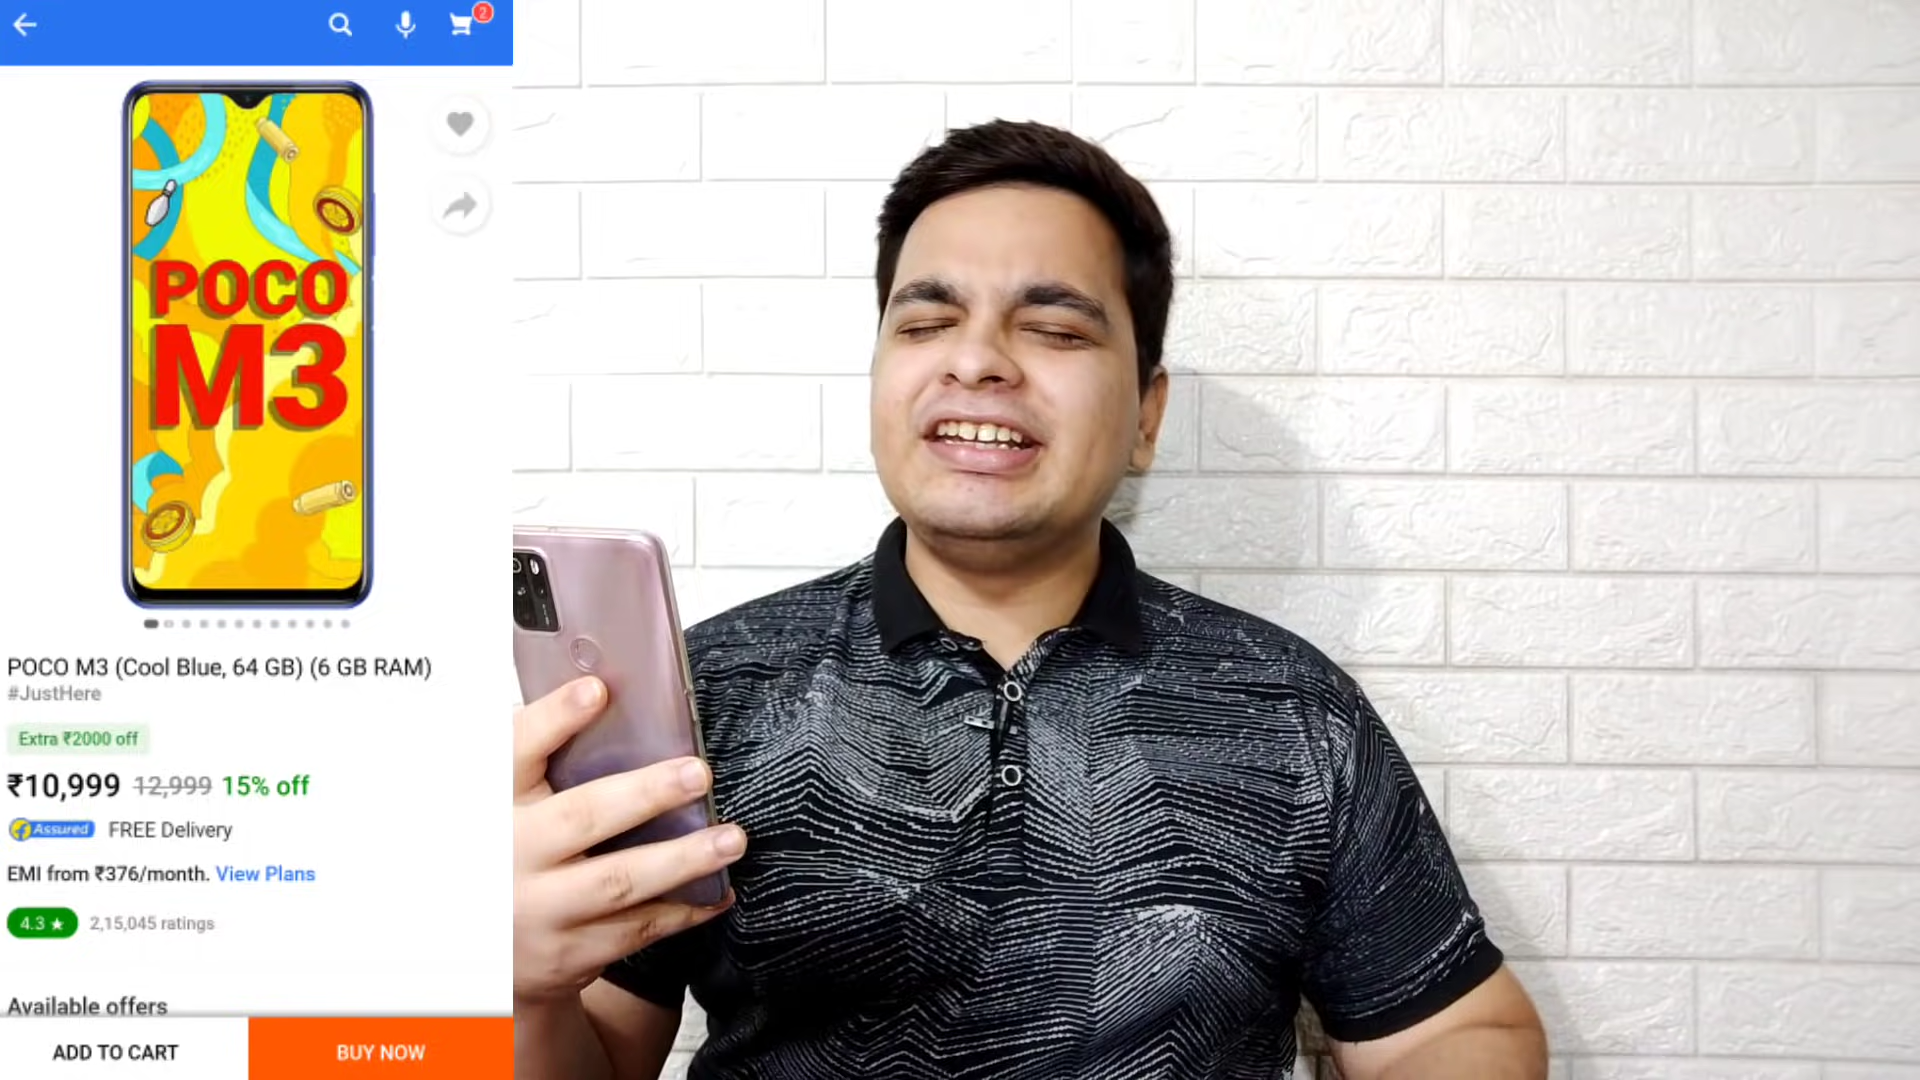 2
POCO
M3
POCO M3 (Cool Blue, 64 GB) (6 GB RAM)
#JustHere
Extra ₹2000 off
₹10,999 12,999 15% off
Assured FREE Delivery
EMI from ₹376/month. View Plans
4.3 ★ 2,15,045 ratings
Available offers
ADD TO CART BUY NOW